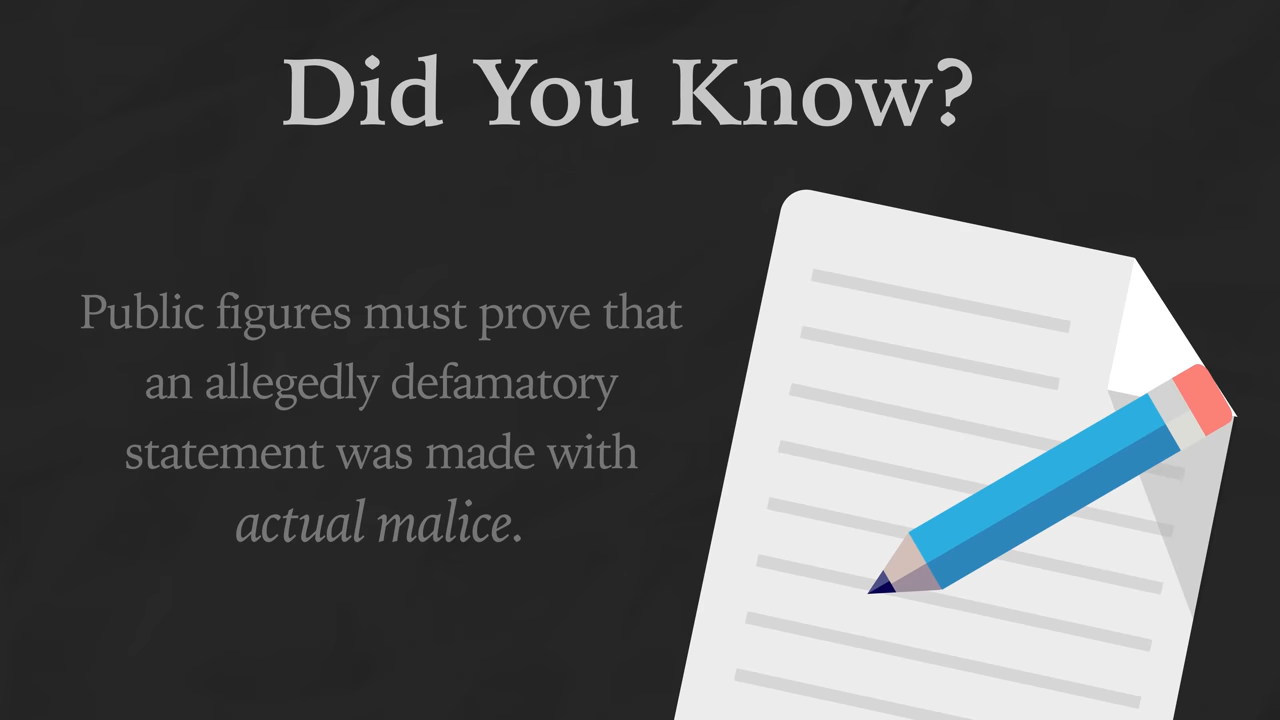 Did You Know?
Public figures must prove that
an allegedly defamatory
statement was made with
actual malice.